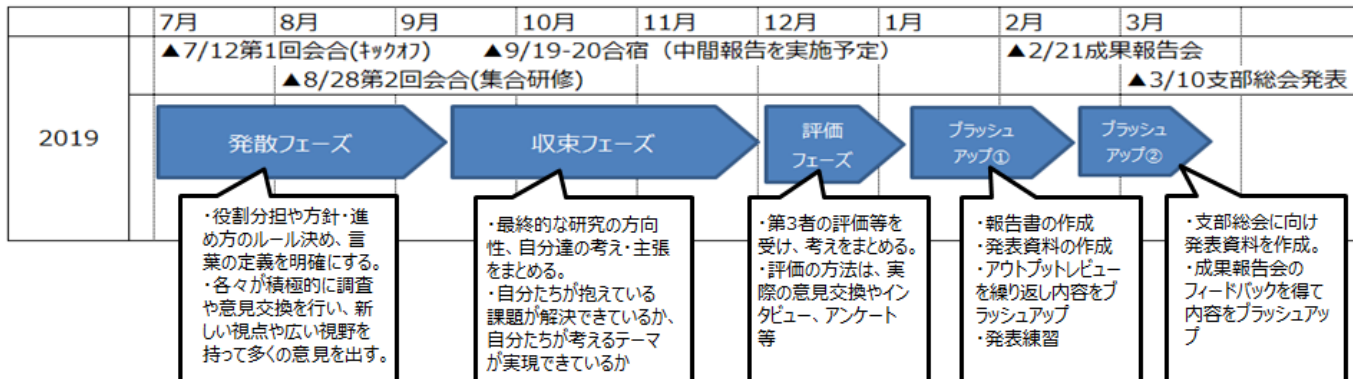 7月 8月 9月 10月 11月 12月 1月 2月 3月
▲7/12第1回会合(ｷｯｸｵﾌ) ▲9/19-20合宿（中間報告を実施予定） ▲2/21成果報告会
▲8/28第2回会合(集合研修) ▲3/10支部総会発表
2019
発散フェーズ
収束フェーズ
評価
フェーズ
ブラッシュ
アップ①
ブラッシュ
アップ②
・役割分担や方針・進
め方のルール決め、言
葉の定義を明確にする。
・各々が積極的に調査
や意見交換を行い、新
しい視点や広い視野を
持って多くの意見を出す。
・最終的な研究の方向
性、自分達の考え・主張
をまとめる。
・自分たちが抱えている
課題が解決できているか、
自分たちが考えるテーマ
が実現できているか
・第3者の評価等を
受け、考えをまとめる。
・評価の方法は、実
際の意見交換やイン
タビュー、アンケート
等
・報告書の作成
・発表資料の作成
・アウトプットレビュー
を繰り返し内容をブ
ラッシュアップ
・発表練習
・支部総会に向け
発表資料を作成。
・成果報告会の
フィードバックを得て
内容をブラッシュアッ
プ